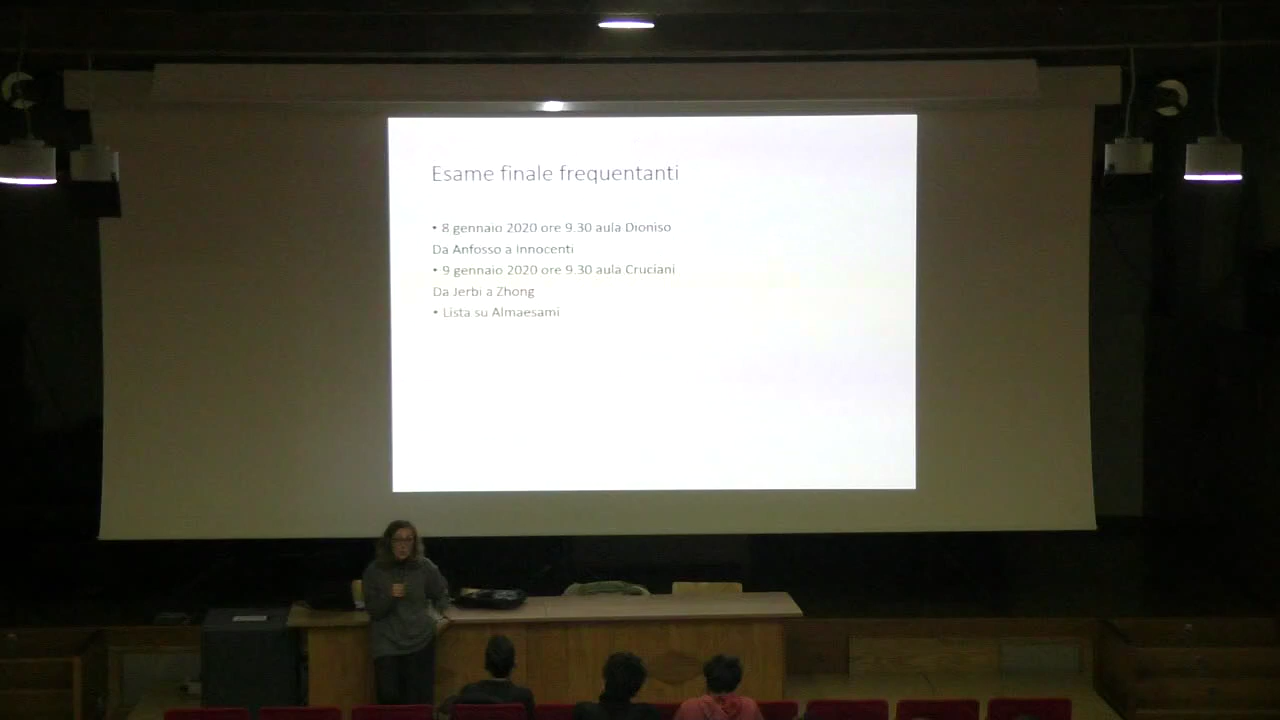 Esame finale frequentanti
• 8 gennaio 2020 ore 9.30 aula Dioniso
Da Anfosso a Innocenti
• 9 gennaio 2020 ore 9.30 aula Cruciani
Da Jerbi a Zhong
• Lista su Almaesami